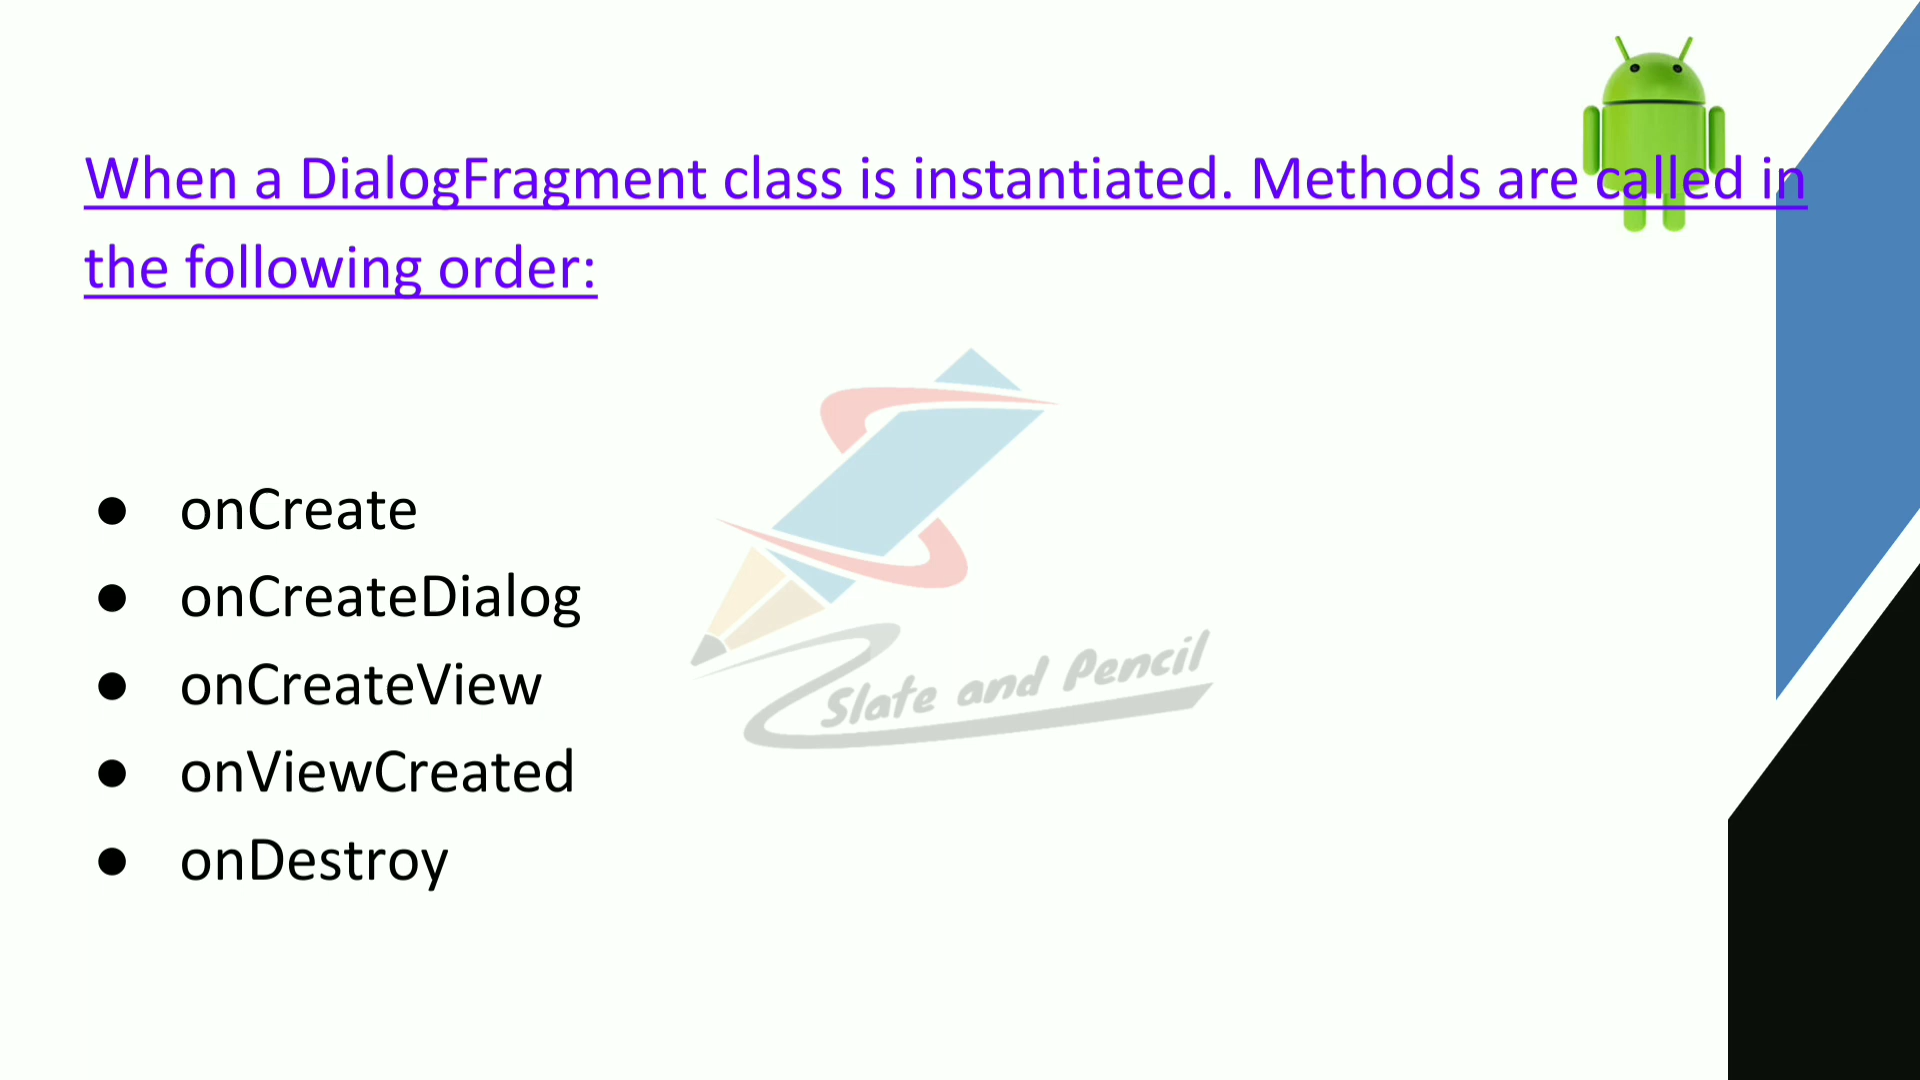 When a DialogFragment class is instantiated. Methods are called in
the following order:
● onCreate
● onCreateDialog
● onCreateView
● onViewCreated
● onDestroy
Slate and Pencil